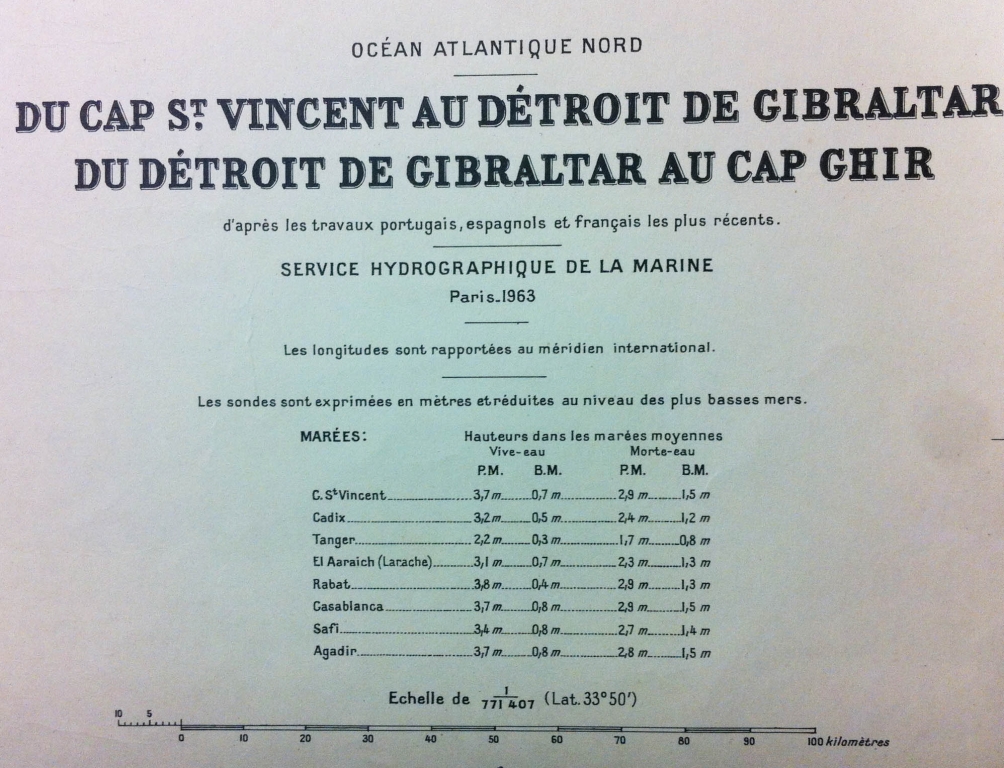 OCÉAN ATLANTIQUE NORD
DU CAP ST. VINCENT AU DÉTROIT DE GIBRALTAR
DU DÉTROIT DE GIBRALTAR AU CAP GHIR
d'après les travaux portugais, espagnols et français les plus récents.
SERVICE HYDROGRAPHIQUE DE LA MARINE
Paris-1963
Les longitudes sont rapportées au méridien international.
Les sondes sont exprimées en mètres et réduites au niveau des plus basses mers.
MARÉES: Hauteurs dans les marées moyennes
Vive-eau Morte-eau
P.M. B.M. P.M. B.M.
C. St Vincent 3,7 m 0,7 m 2,9 m 1,5 m
Cadix 3,2 m 0,5 m 2,4 m 1,2 m
Tanger 2,2 m 0,3 m 1,7 m 0,8 m
El Aaraich (Larache) 3,1 m 0,7 m 2,3 m 1,3 m
Rabat 3,8 m 0,4 m 2,9 m 1,3 m
Casablanca 3,7 m 0,8 m 2,9 m 1,5 m
Safi 3,4 m 0,8 m 2,7 m 1,4 m
Agadir 3,7 m 0,8 m 2,8 m 1,5 m
Echelle de 1/771 407 (Lat. 33°50')
10 5
0 10 20 30 40 50 60 70 80 90 100 kilomètres